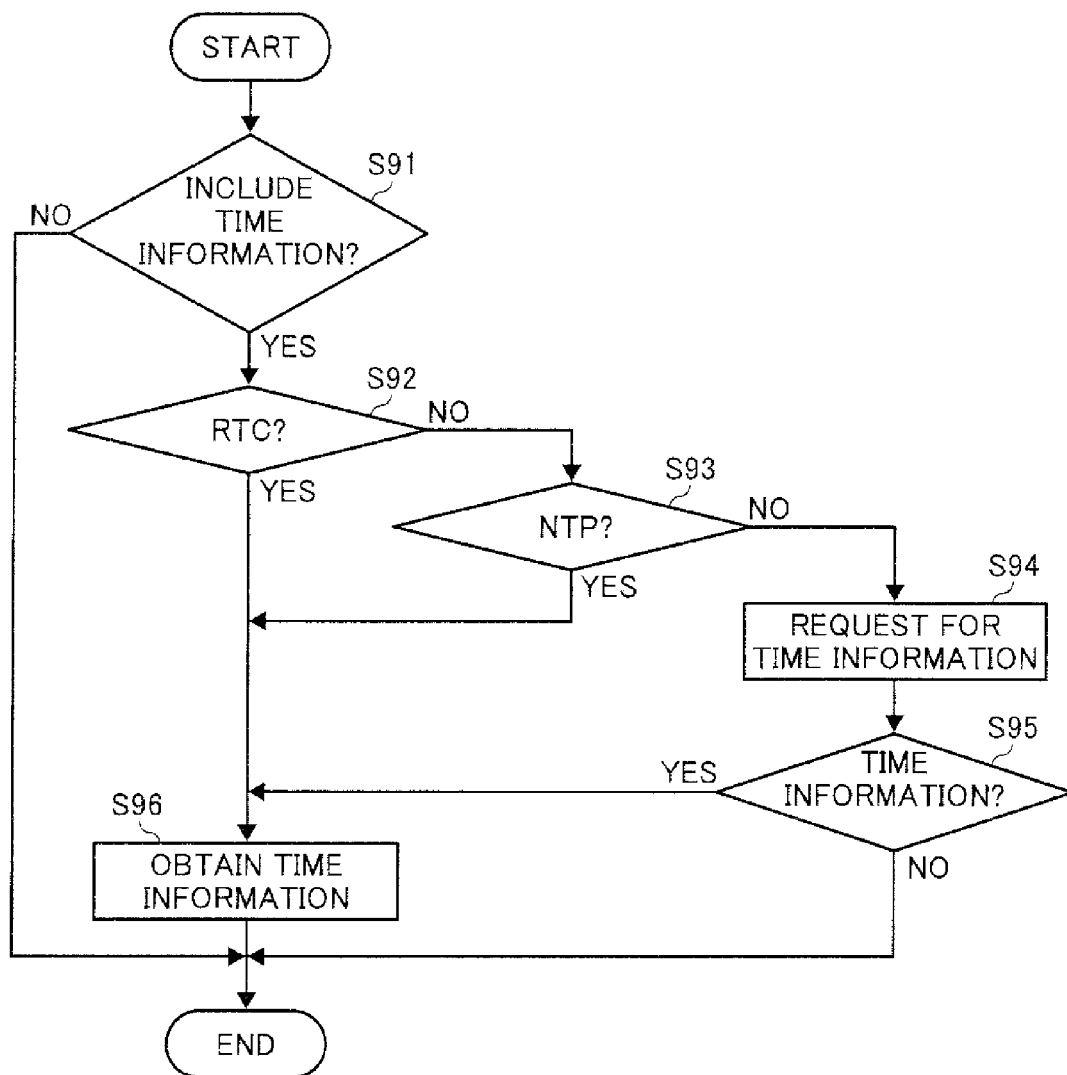 START
S91
INCLUDE
TIME
INFORMATION?
NO
YES
S92
RTC?
NO
YES
S93
NTP?
NO
YES
S94
REQUEST FOR
TIME INFORMATION
S95
TIME
INFORMATION?
YES
NO
S96
OBTAIN TIME
INFORMATION
END